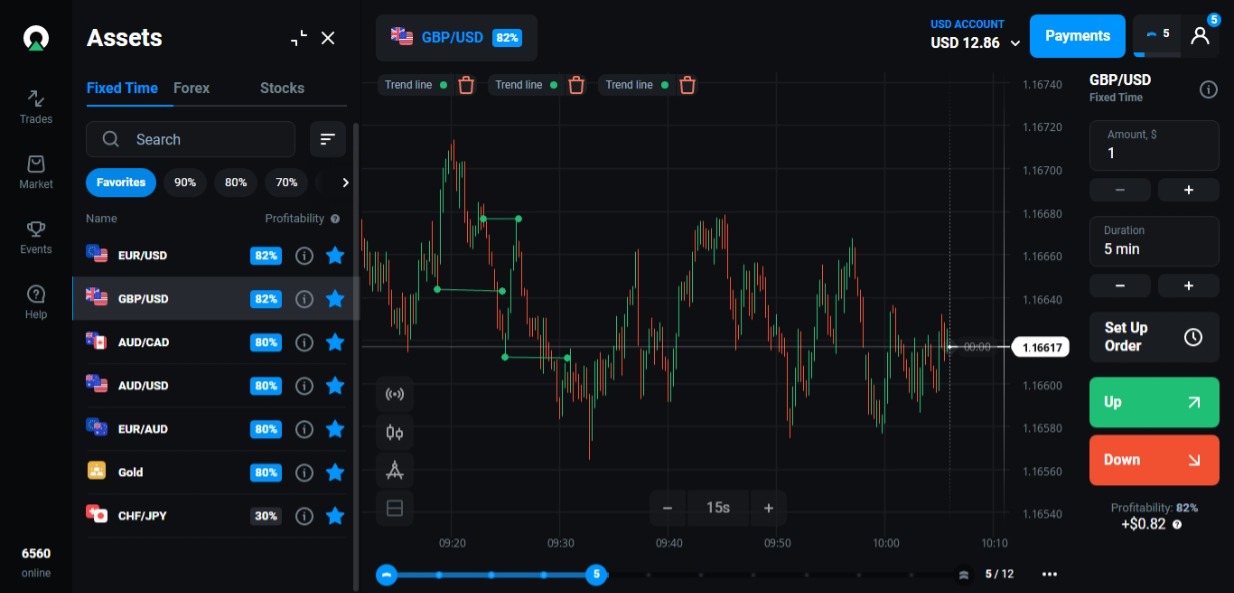 Assets
Fixed Time Forex Stocks
Search
Favorites 90% 80% 70%
Name Profitability
EUR/USD 82%
GBP/USD 82%
AUD/CAD 80%
AUD/USD 80%
EUR/AUD 80%
Gold 80%
CHF/JPY 30%
Trades
Market
Events
Help
6560
online
GBP/USD 82%
USD ACCOUNT
USD 12.86
Payments
5
5
Trend line Trend line Trend line
1.16740
1.16720
1.16700
1.16680
1.16660
1.16640
00:00
1.16617
1.16600
1.16580
1.16560
1.16540
− 15s +
09:20 09:30 09:40 09:50 10:00 10:10
5
5 / 12
GBP/USD
Fixed Time
Amount, $
1
− +
Duration
5 min
− +
Set Up
Order
Up
Down
Profitability: 82%
+$0.82 ?